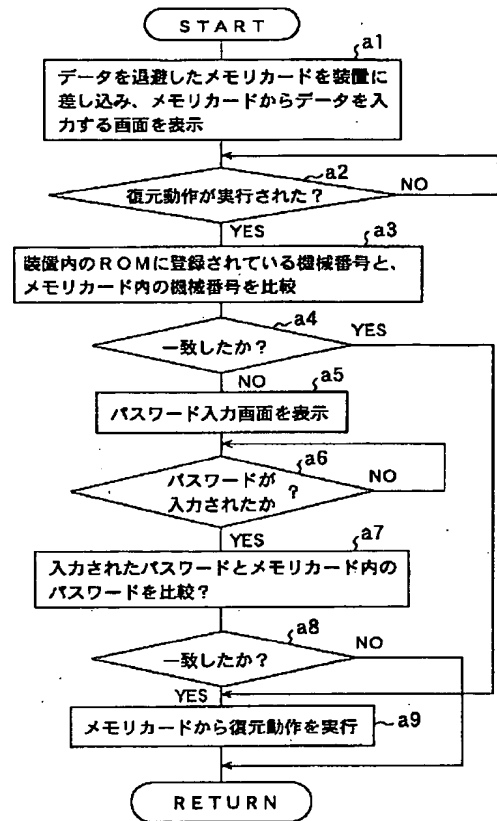 START
a1
データを退避したメモリカードを装置に
差し込み、メモリカードからデータを入
力する画面を表示
a2
復元動作が実行された？
NO
YES
a3
装置内のROMに登録されている機械番号と、
メモリカード内の機械番号を比較
a4
一致したか？
YES
NO
a5
パスワード入力画面を表示
a6
パスワードが
入力されたか
？
NO
YES
a7
入力されたパスワードとメモリカード内の
パスワードを比較？
a8
一致したか？
NO
YES
a9
メモリカードから復元動作を実行
RETURN